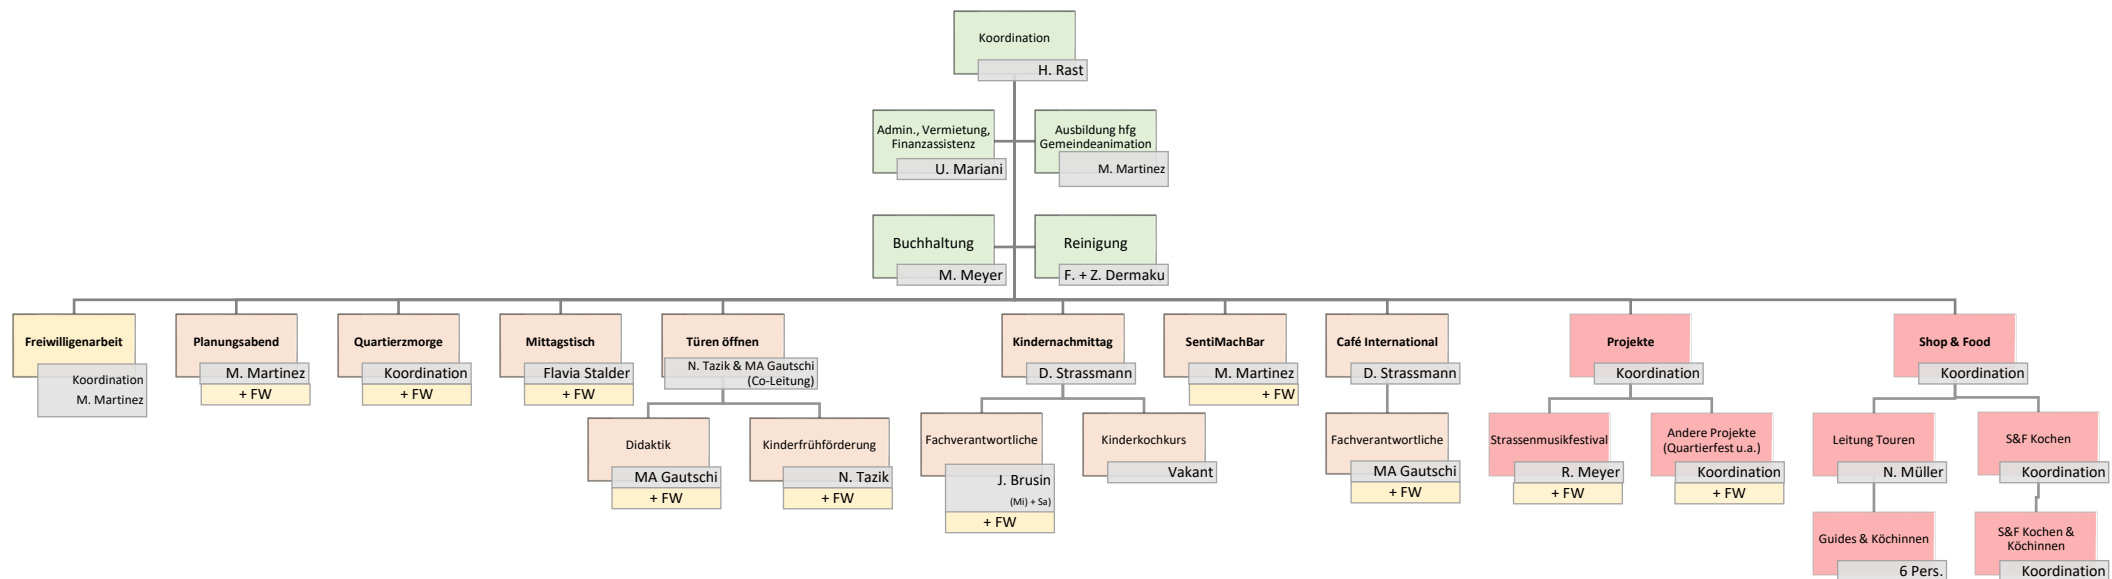 Koordination
H. Rast
Admin., Vermietung,
Finanzassistenz
U. Mariani
Ausbildung hfg
Gemeindeanimation
M. Martinez
Buchhaltung
M. Meyer
Reinigung
F. + Z. Dermaku
Freiwilligenarbeit
Koordination
M. Martinez
Planungsabend
M. Martinez
+ FW
Quartierzmorge
Koordination
+ FW
Mittagstisch
Flavia Stalder
+ FW
Türen öffnen
N. Tazik & MA Gautschi
(Co-Leitung)
Didaktik
MA Gautschi
+ FW
Kinderfrühförderung
N. Tazik
+ FW
Kindernachmittag
D. Strassmann
Fachverantwortliche
J. Brusin
(Mi) + Sa)
+ FW
Kinderkochkurs
Vakant
SentiMachBar
M. Martinez
+ FW
Café International
D. Strassmann
Fachverantwortliche
MA Gautschi
+ FW
Projekte
Koordination
Strassenmusikfestival
R. Meyer
+ FW
Andere Projekte
(Quartierfest u.a.)
Koordination
+ FW
Shop & Food
Koordination
Leitung Touren
N. Müller
Guides & Köchinnen
6 Pers.
S&F Kochen
Koordination
S&F Kochen &
Köchinnen
Koordination